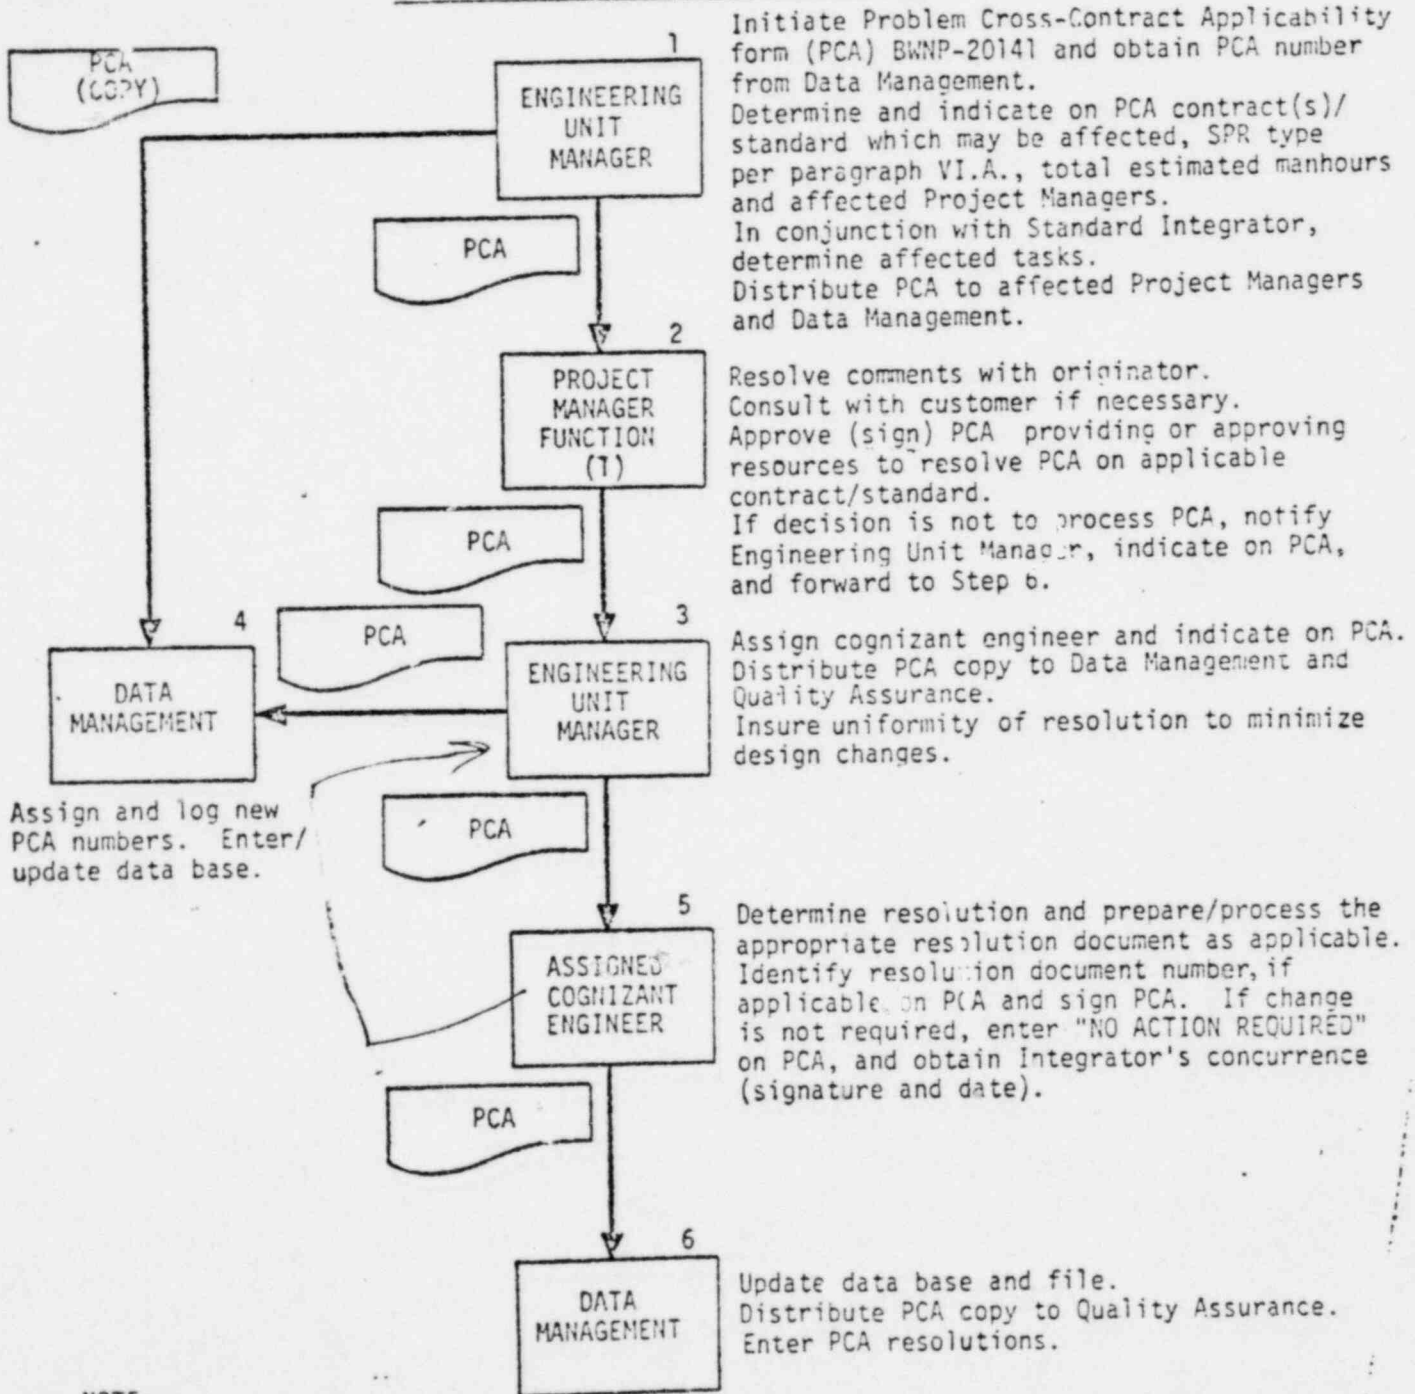 PCA
(COPY)
1
ENGINEERING
UNIT
MANAGER
Initiate Problem Cross-Contract Applicability
form (PCA) BWNP-20141 and obtain PCA number
from Data Management.
Determine and indicate on PCA contract(s)/
standard which may be affected, SPR type
per paragraph VI.A., total estimated manhours
and affected Project Managers.
In conjunction with Standard Integrator,
determine affected tasks.
Distribute PCA to affected Project Managers
and Data Management.
PCA
2
PROJECT
MANAGER
FUNCTION
(1)
Resolve comments with originator.
Consult with customer if necessary.
Approve (sign) PCA providing or approving
resources to resolve PCA on applicable
contract/standard.
If decision is not to process PCA, notify
Engineering Unit Manager, indicate on PCA,
and forward to Step 6.
PCA
3
ENGINEERING
UNIT
MANAGER
Assign cognizant engineer and indicate on PCA.
Distribute PCA copy to Data Management and
Quality Assurance.
Insure uniformity of resolution to minimize
design changes.
PCA
4
DATA
MANAGEMENT
Assign and log new
PCA numbers. Enter/
update data base.
PCA
5
ASSIGNED
COGNIZANT
ENGINEER
Determine resolution and prepare/process the
appropriate resolution document as applicable.
Identify resolution document number, if
applicable on PCA and sign PCA. If change
is not required, enter "NO ACTION REQUIRED"
on PCA, and obtain Integrator's concurrence
(signature and date).
PCA
6
DATA
MANAGEMENT
Update data base and file.
Distribute PCA copy to Quality Assurance.
Enter PCA resolutions.
NOTE